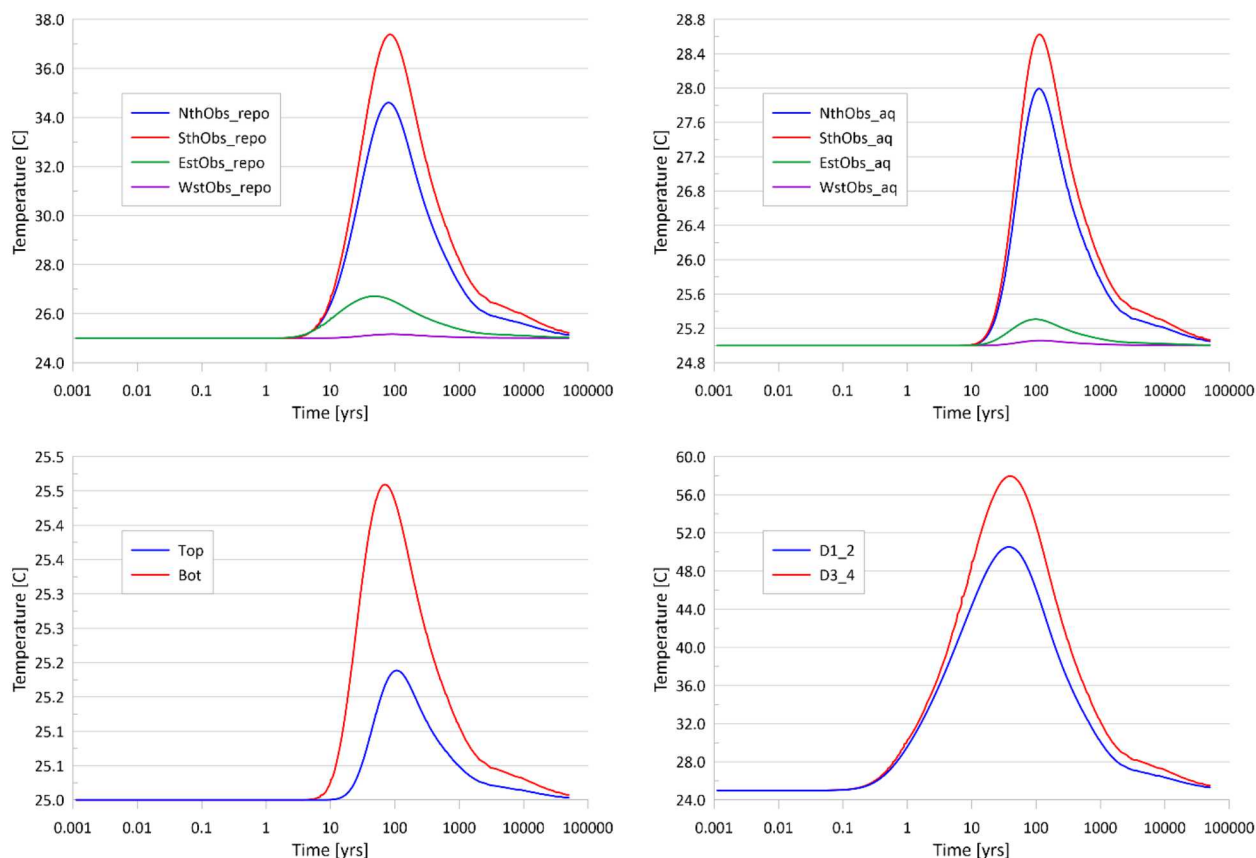 38.0
36.0
34.0
32.0
30.0
28.0
26.0
24.0
Temperature [C]
NthObs_repo
SthObs_repo
EstObs_repo
WstObs_repo
0.001 0.01 0.1 1 10 100 1000 10000 100000
Time [yrs]
28.8
28.4
28.0
27.6
27.2
26.8
26.4
26.0
25.6
25.2
24.8
Temperature [C]
NthObs_aq
SthObs_aq
EstObs_aq
WstObs_aq
0.001 0.01 0.1 1 10 100 1000 10000 100000
Time [yrs]
25.5
25.5
25.4
25.4
25.3
25.3
25.2
25.2
25.1
25.1
25.0
Temperature [C]
Top
Bot
0.001 0.01 0.1 1 10 100 1000 10000 100000
Time [yrs]
60.0
56.0
52.0
48.0
44.0
40.0
36.0
32.0
28.0
24.0
Temperature [C]
D1_2
D3_4
0.001 0.01 0.1 1 10 100 1000 10000 100000
Time [yrs]